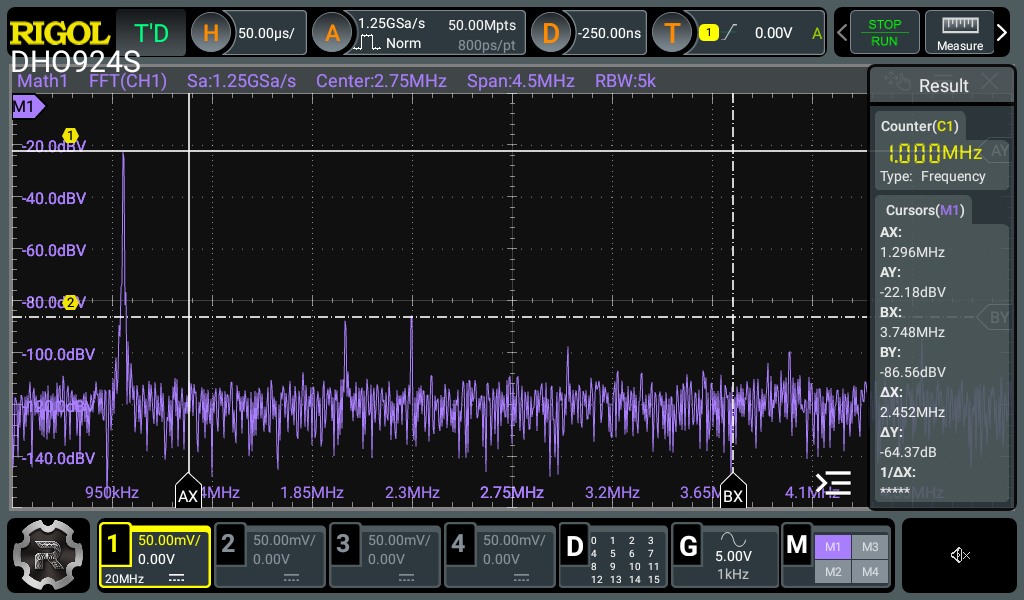 RIGOL
T'D
H
50.00µs/
A
1.25GSa/s
Norm
50.00Mpts
800ps/pt
D
-250.00ns
T
1
0.00V
A
STOP
RUN
Measure
DHO924S
Math1 FFT(CH1) Sa:1.25GSa/s Center:2.75MHz Span:4.5MHz RBW:5k
M1
1
-20.0dBV
-40.0dBV
-60.0dBV
-80.0dBV
2
-100.0dBV
-120.0dBV
-140.0dBV
950kHz
AX
4MHz
1.85MHz
2.3MHz
2.75MHz
3.2MHz
3.65M
BX
4.1MHz
Result
Counter(C1)
1.000MHz
Type: Frequency
AY
Cursors(M1)
AX:
1.296MHz
AY:
-22.18dBV
BX:
3.748MHz
BY
BY:
-86.56dBV
ΔX:
2.452MHz
ΔY:
-64.37dB
1/ΔX:
*****
MHz
1
50.00mV/
0.00V
20MHz
2
50.00mV/
0.00V
3
50.00mV/
0.00V
4
50.00mV/
0.00V
D
0 1 2 3
4 5 6 7
8 9 10 11
12 13 14 15
G
5.00V
1kHz
M
M1 M3
M2 M4
R